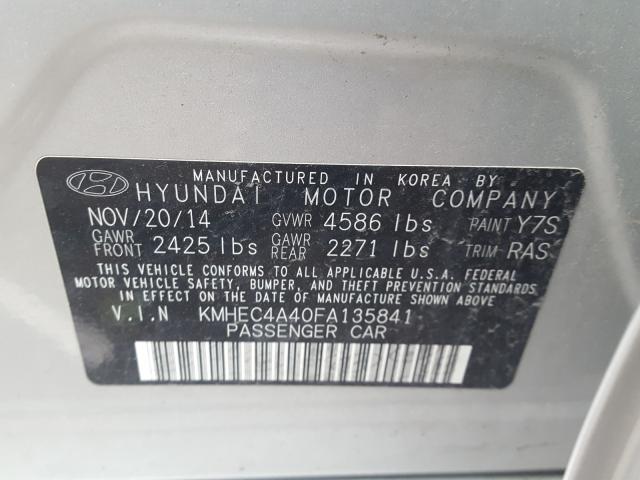 MANUFACTURED IN KOREA BY
HYUNDAI MOTOR COMPANY
NOV/20/14 GVWR 4586 lbs PAINT Y7S
GAWR FRONT 2425 lbs GAWR REAR 2271 lbs TRIM RAS
THIS VEHICLE CONFORMS TO ALL APPLICABLE U.S.A. FEDERAL
MOTOR VEHICLE SAFETY, BUMPER, AND THEFT PREVENTION STANDARDS
IN EFFECT ON THE DATE OF MANUFACTURE SHOWN ABOVE
V.I.N KMHEC4A40FA135841
PASSENGER CAR